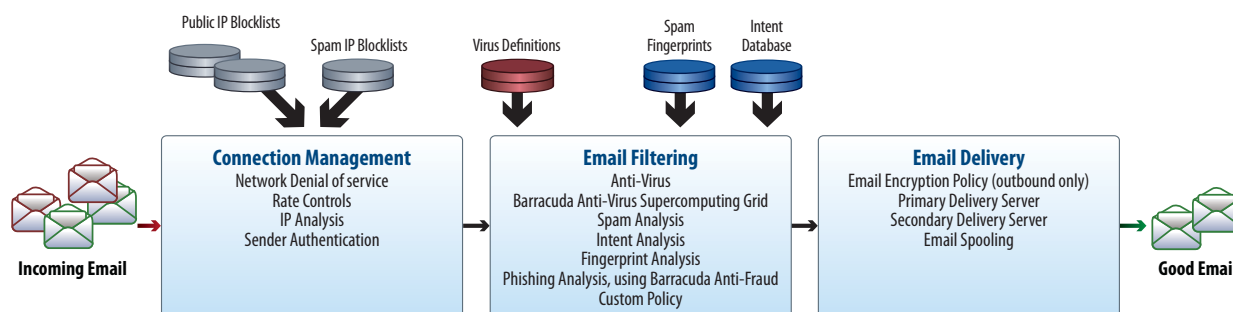 Public IP Blocklists
Spam IP Blocklists
Virus Definitions
Spam
Fingerprints
Intent
Database
Connection Management
Network Denial of service
Rate Controls
IP Analysis
Sender Authentication
Email Filtering
Anti-Virus
Barracuda Anti-Virus Supercomputing Grid
Spam Analysis
Intent Analysis
Fingerprint Analysis
Phishing Analysis, using Barracuda Anti-Fraud
Custom Policy
Email Delivery
Email Encryption Policy (outbound only)
Primary Delivery Server
Secondary Delivery Server
Email Spooling
Incoming Email
Good Email